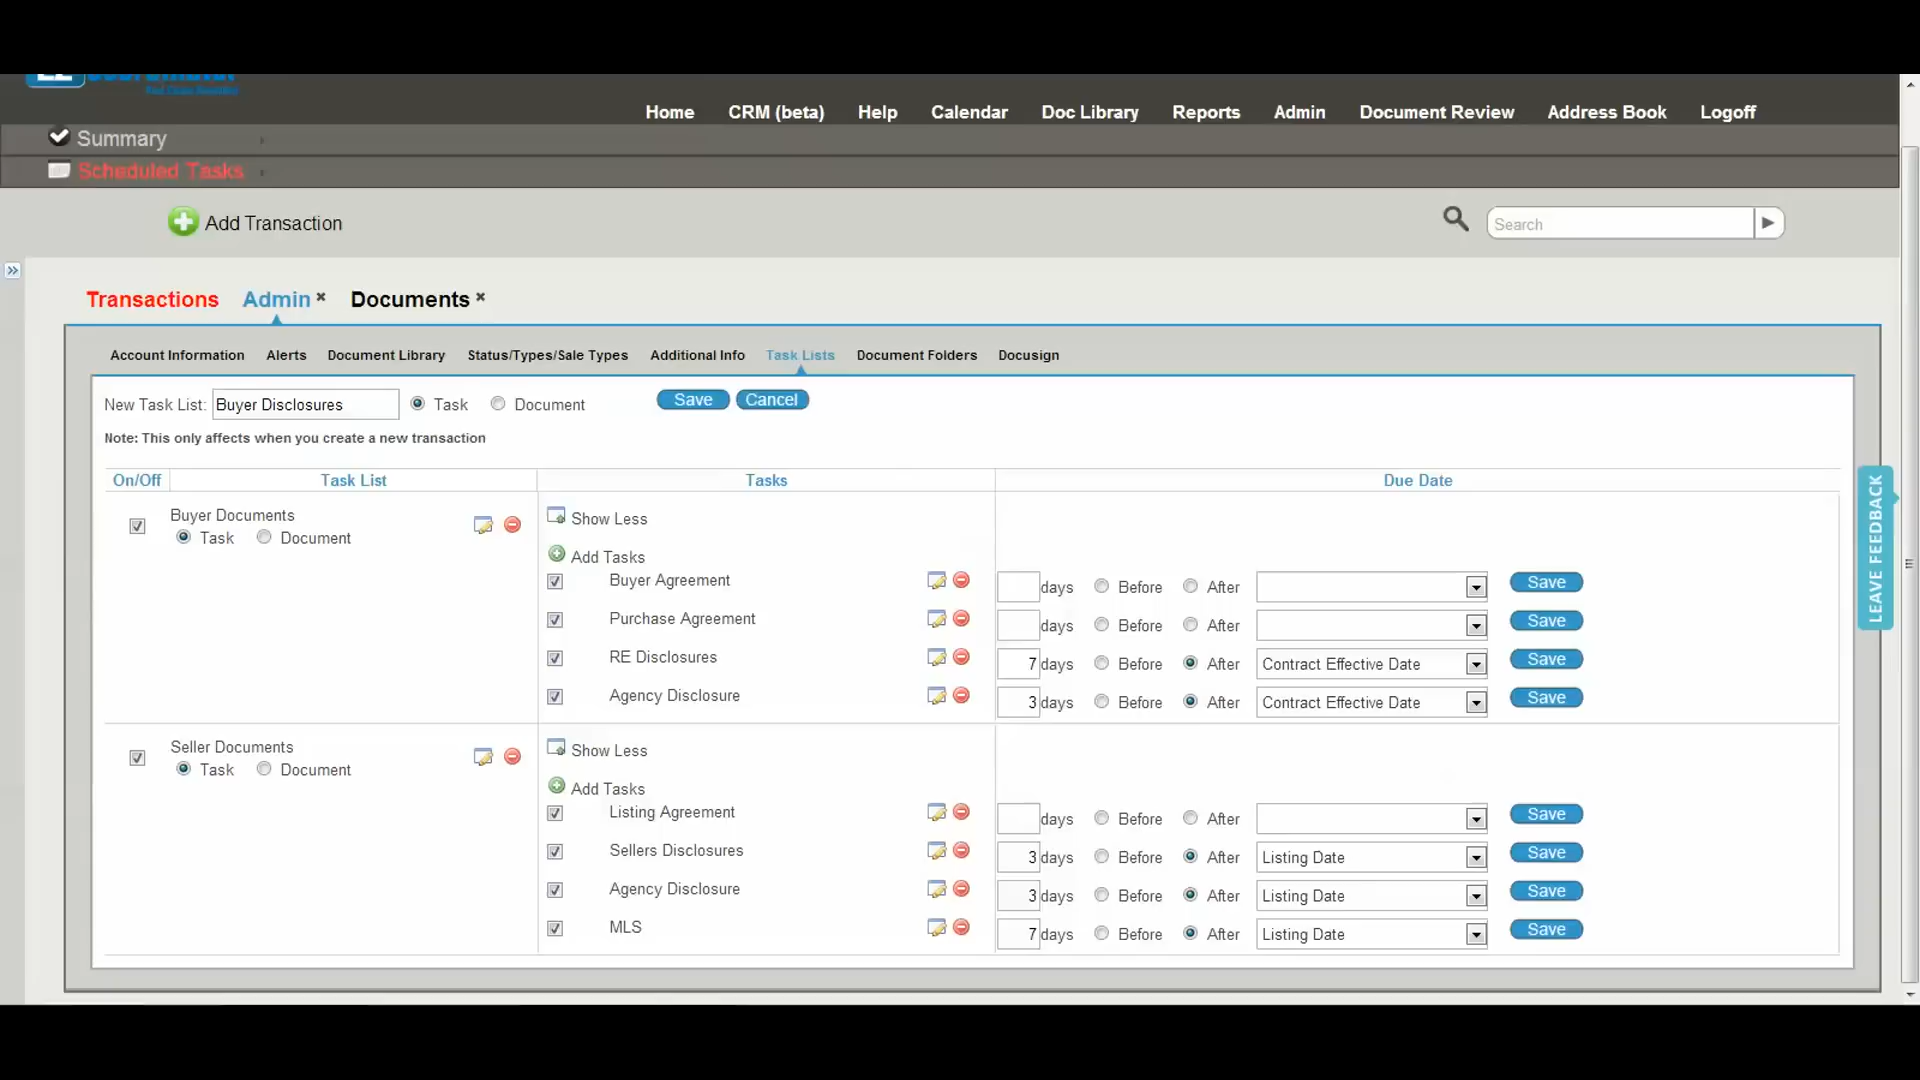 Home CRM (beta) Help Calendar Doc Library Reports Admin Document Review Address Book Logoff
Summary
Scheduled Tasks
Add Transaction
Search
Transactions Admin Documents
Account Information Alerts Document Library Status/Types/Sale Types Additional Info Task Lists Document Folders Docusign
New Task List: Buyer Disclosures Task Document Save Cancel
Note: This only affects when you create a new transaction
On/Off Task List Tasks Due Date
Buyer Documents
Task Document
Show Less
Add Tasks
Buyer Agreement days Before After Save
Purchase Agreement days Before After Save
RE Disclosures 7 days Before After Contract Effective Date Save
Agency Disclosure 3 days Before After Contract Effective Date Save
Seller Documents
Task Document
Show Less
Add Tasks
Listing Agreement days Before After Save
Sellers Disclosures 3 days Before After Listing Date Save
Agency Disclosure 3 days Before After Listing Date Save
MLS 7 days Before After Listing Date Save
LEAVE FEEDBACK